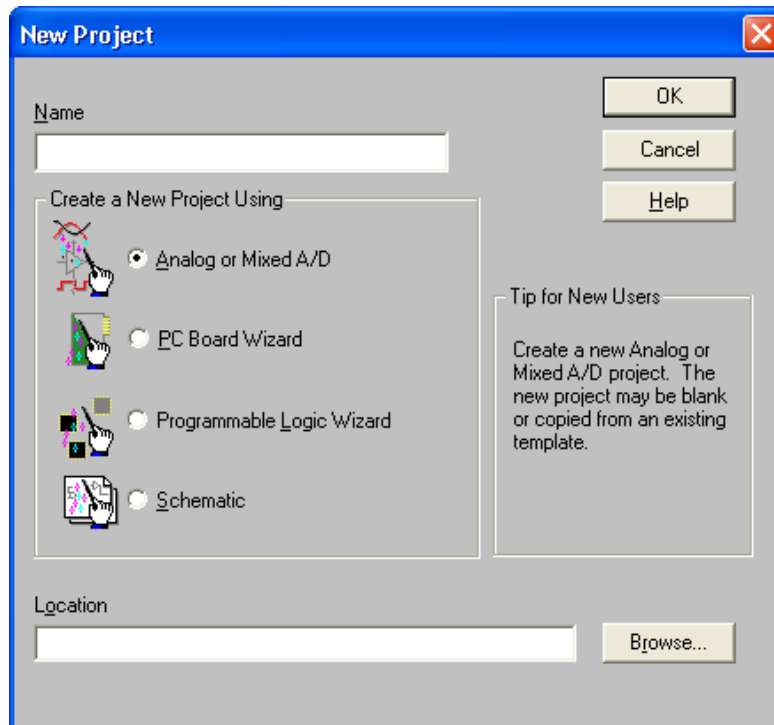 New Project
Name
OK
Cancel
Help
Create a New Project Using
Analog or Mixed A/D
PC Board Wizard
Programmable Logic Wizard
Schematic
Tip for New Users
Create a new Analog or
Mixed A/D project. The
new project may be blank
or copied from an existing
template.
Location
Browse...